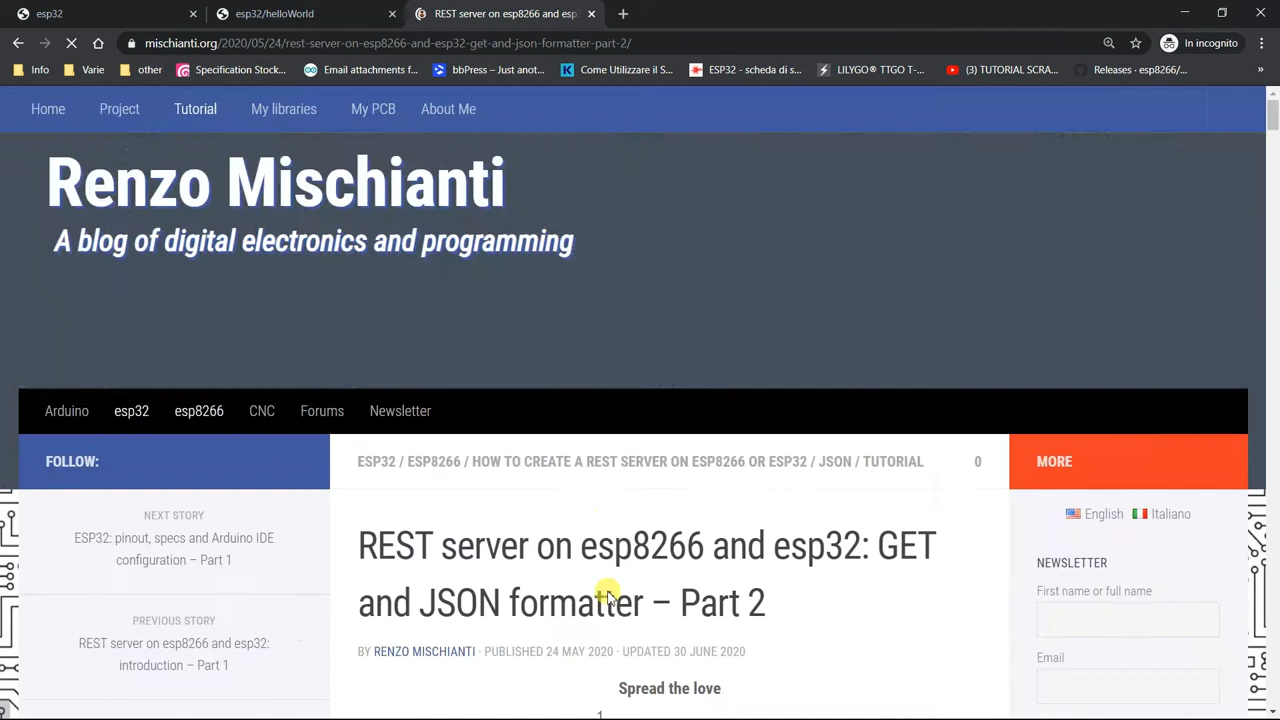 esp32
esp32/helloWorld
REST server on esp8266 and esp
mischianti.org/2020/05/24/rest-server-on-esp8266-and-esp32-get-and-json-formatter-part-2/
In incognito
Info
Varie
other
Specification Stock...
Email attachments f...
bbPress – Just anot...
Come Utilizzare il S...
ESP32 - scheda di s...
LILYGO® TTGO T-...
(3) TUTORIAL SCRA...
Releases · esp8266/...
»
Home
Project
Tutorial
My libraries
My PCB
About Me
Renzo Mischianti
A blog of digital electronics and programming
Arduino
esp32
esp8266
CNC
Forums
Newsletter
FOLLOW:
NEXT STORY
ESP32: pinout, specs and Arduino IDE
configuration – Part 1
PREVIOUS STORY
REST server on esp8266 and esp32:
introduction – Part 1
ESP32 / ESP8266 / HOW TO CREATE A REST SERVER ON ESP8266 OR ESP32 / JSON / TUTORIAL
0
REST server on esp8266 and esp32: GET
and JSON formatter – Part 2
BY RENZO MISCHIANTI · PUBLISHED 24 MAY 2020 · UPDATED 30 JUNE 2020
Spread the love
1
MORE
English
Italiano
NEWSLETTER
First name or full name
Email